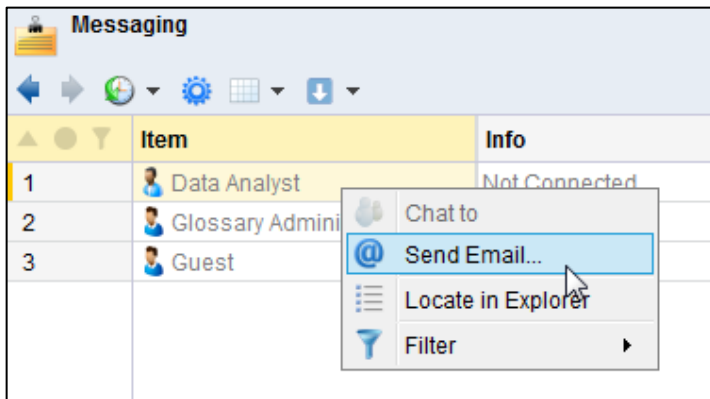 Messaging
Item Info
1 Data Analyst Not Connected
Chat to
2 Glossary Admini
@ Send Email...
3 Guest
Locate in Explorer
Filter